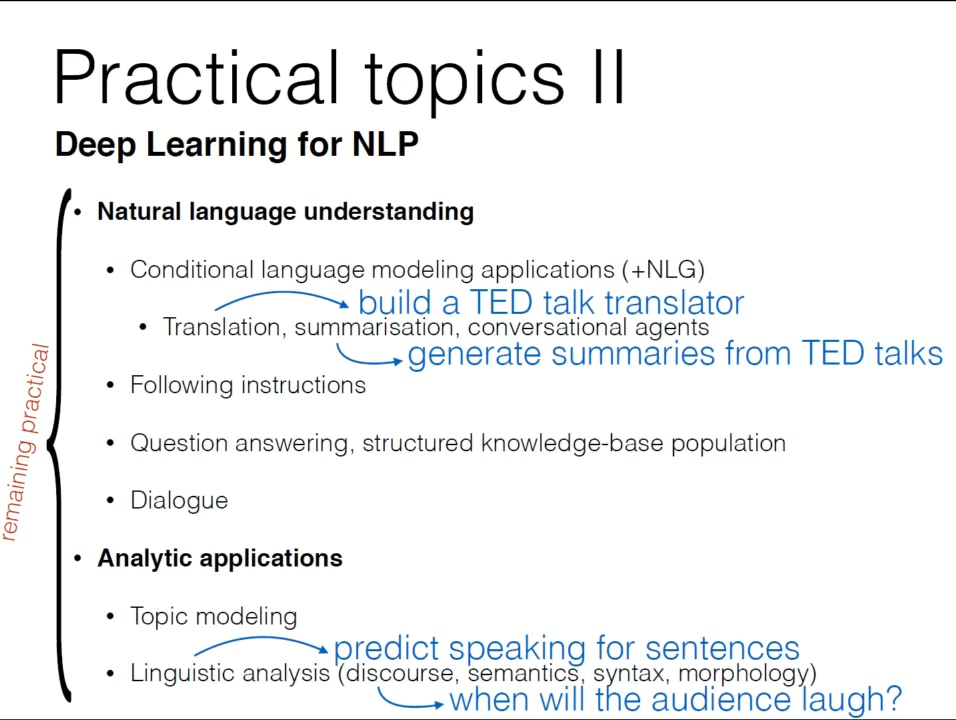 Practical topics II
Deep Learning for NLP
• Natural language understanding
• Conditional language modeling applications (+NLG)
build a TED talk translator
• Translation, summarisation, conversational agents
generate summaries from TED talks
• Following instructions
• Question answering, structured knowledge-base population
• Dialogue
remaining practical
• Analytic applications
• Topic modeling
predict speaking for sentences
• Linguistic analysis (discourse, semantics, syntax, morphology)
when will the audience laugh?